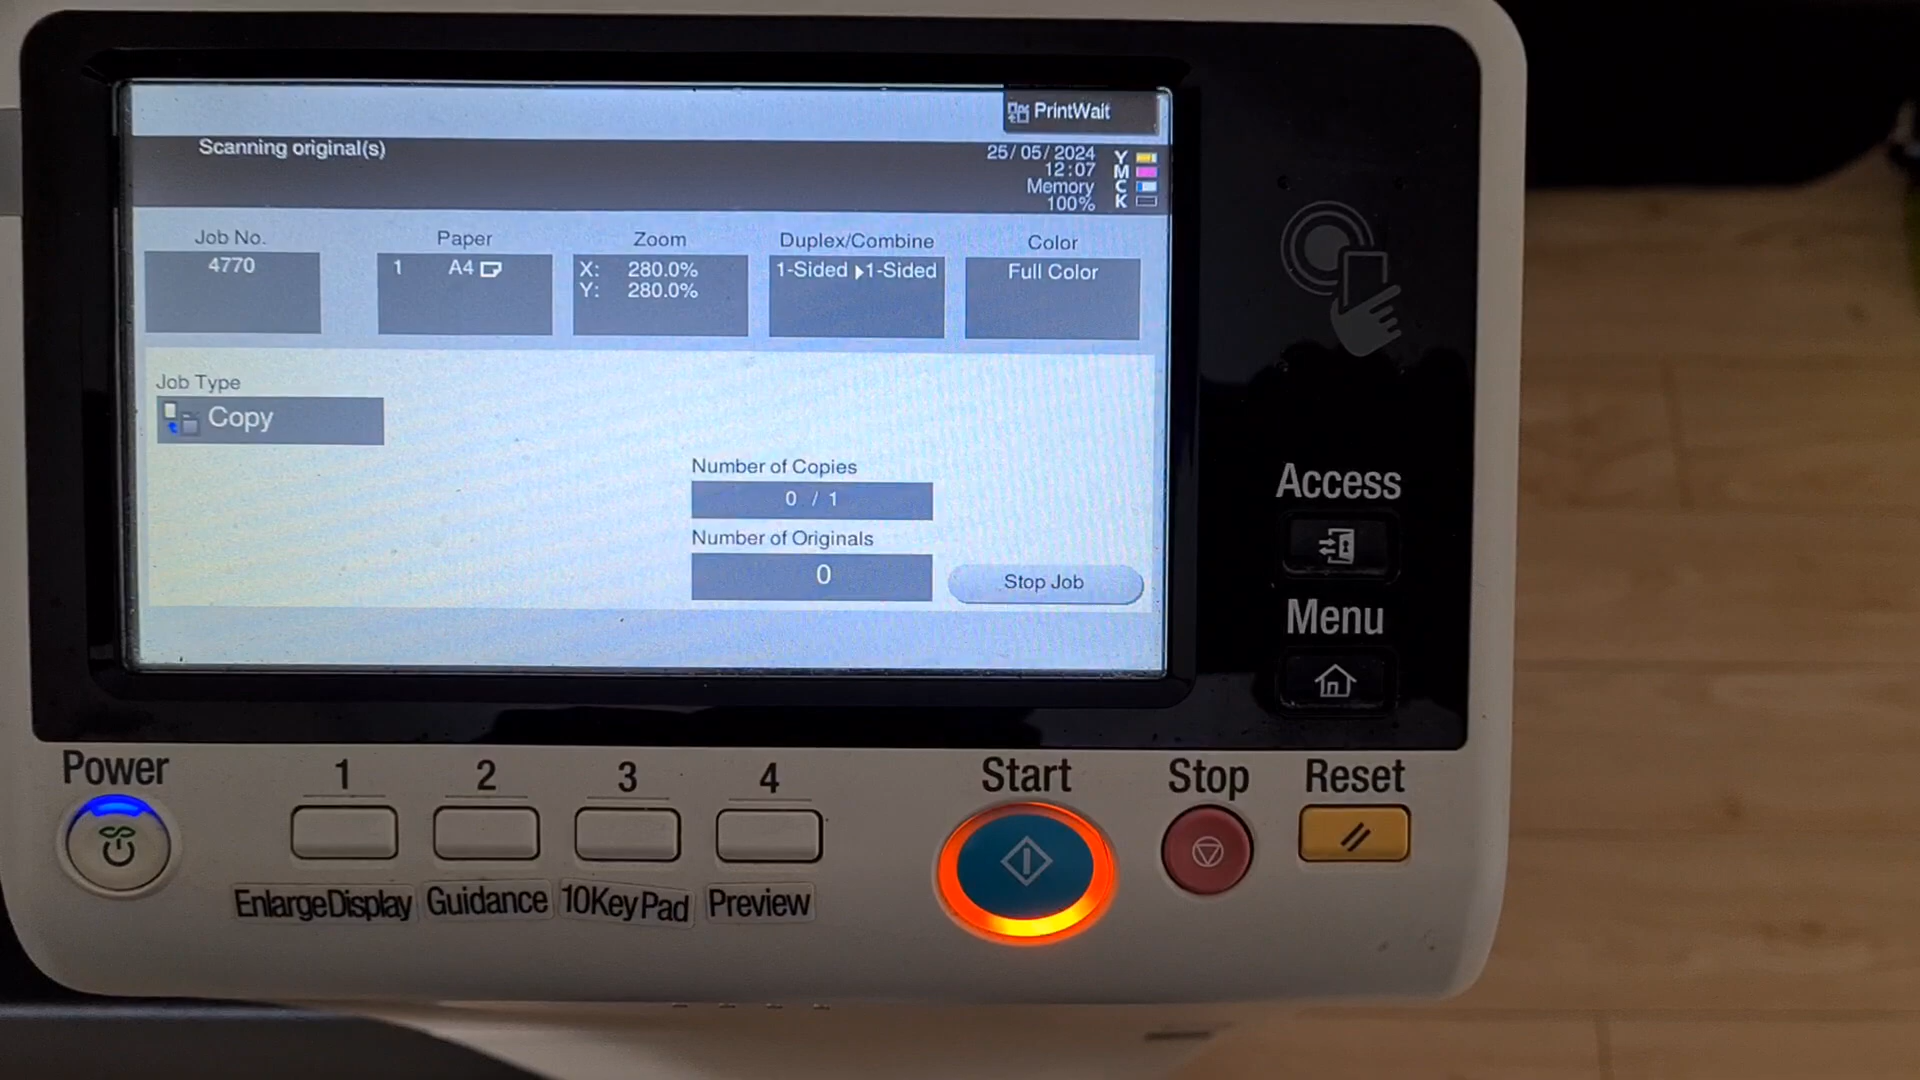 PrintWait
Scanning original(s)
25/05/2024
12:07
Memory
100%
Y
M
C
K
Job No.
4770
Paper
1 A4
Zoom
X: 280.0%
Y: 280.0%
Duplex/Combine
1-Sided ▶1-Sided
Color
Full Color
Job Type
Copy
Number of Copies
0 / 1
Number of Originals
0
Stop Job
Access
Menu
Power
1
2
3
4
Start
Stop
Reset
EnlargeDisplay
Guidance
10KeyPad
Preview